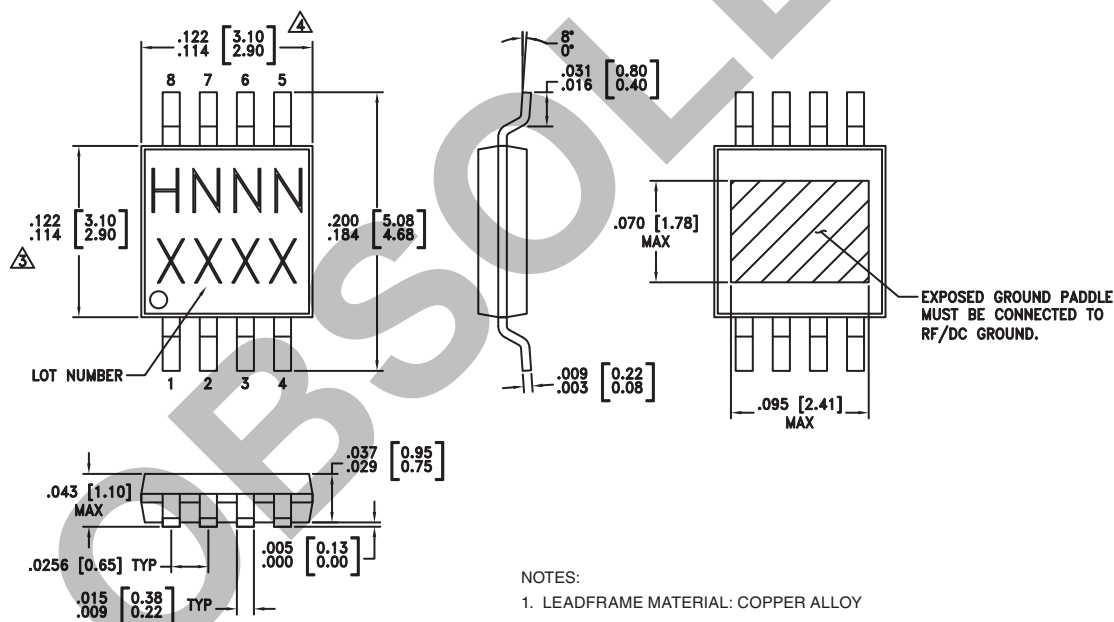 .122 [3.10]
.114 [2.90]
4
8 7 6 5
HNNN
XXXX
.122 [3.10]
.114 [2.90]
3
.200 [5.08]
.184 [4.68]
LOT NUMBER
1 2 3 4
8°
0°
.031 [0.80]
.016 [0.40]
.009 [0.22]
.003 [0.08]
.070 [1.78]
MAX
EXPOSED GROUND PADDLE
MUST BE CONNECTED TO
RF/DC GROUND.
.095 [2.41]
MAX
.037 [0.95]
.029 [0.75]
.043 [1.10]
MAX
.005 [0.13]
.000 [0.00]
.0256 [0.65] TYP
.015 [0.38]
.009 [0.22] TYP
NOTES:
1. LEADFRAME MATERIAL: COPPER ALLOY
OBSOLE